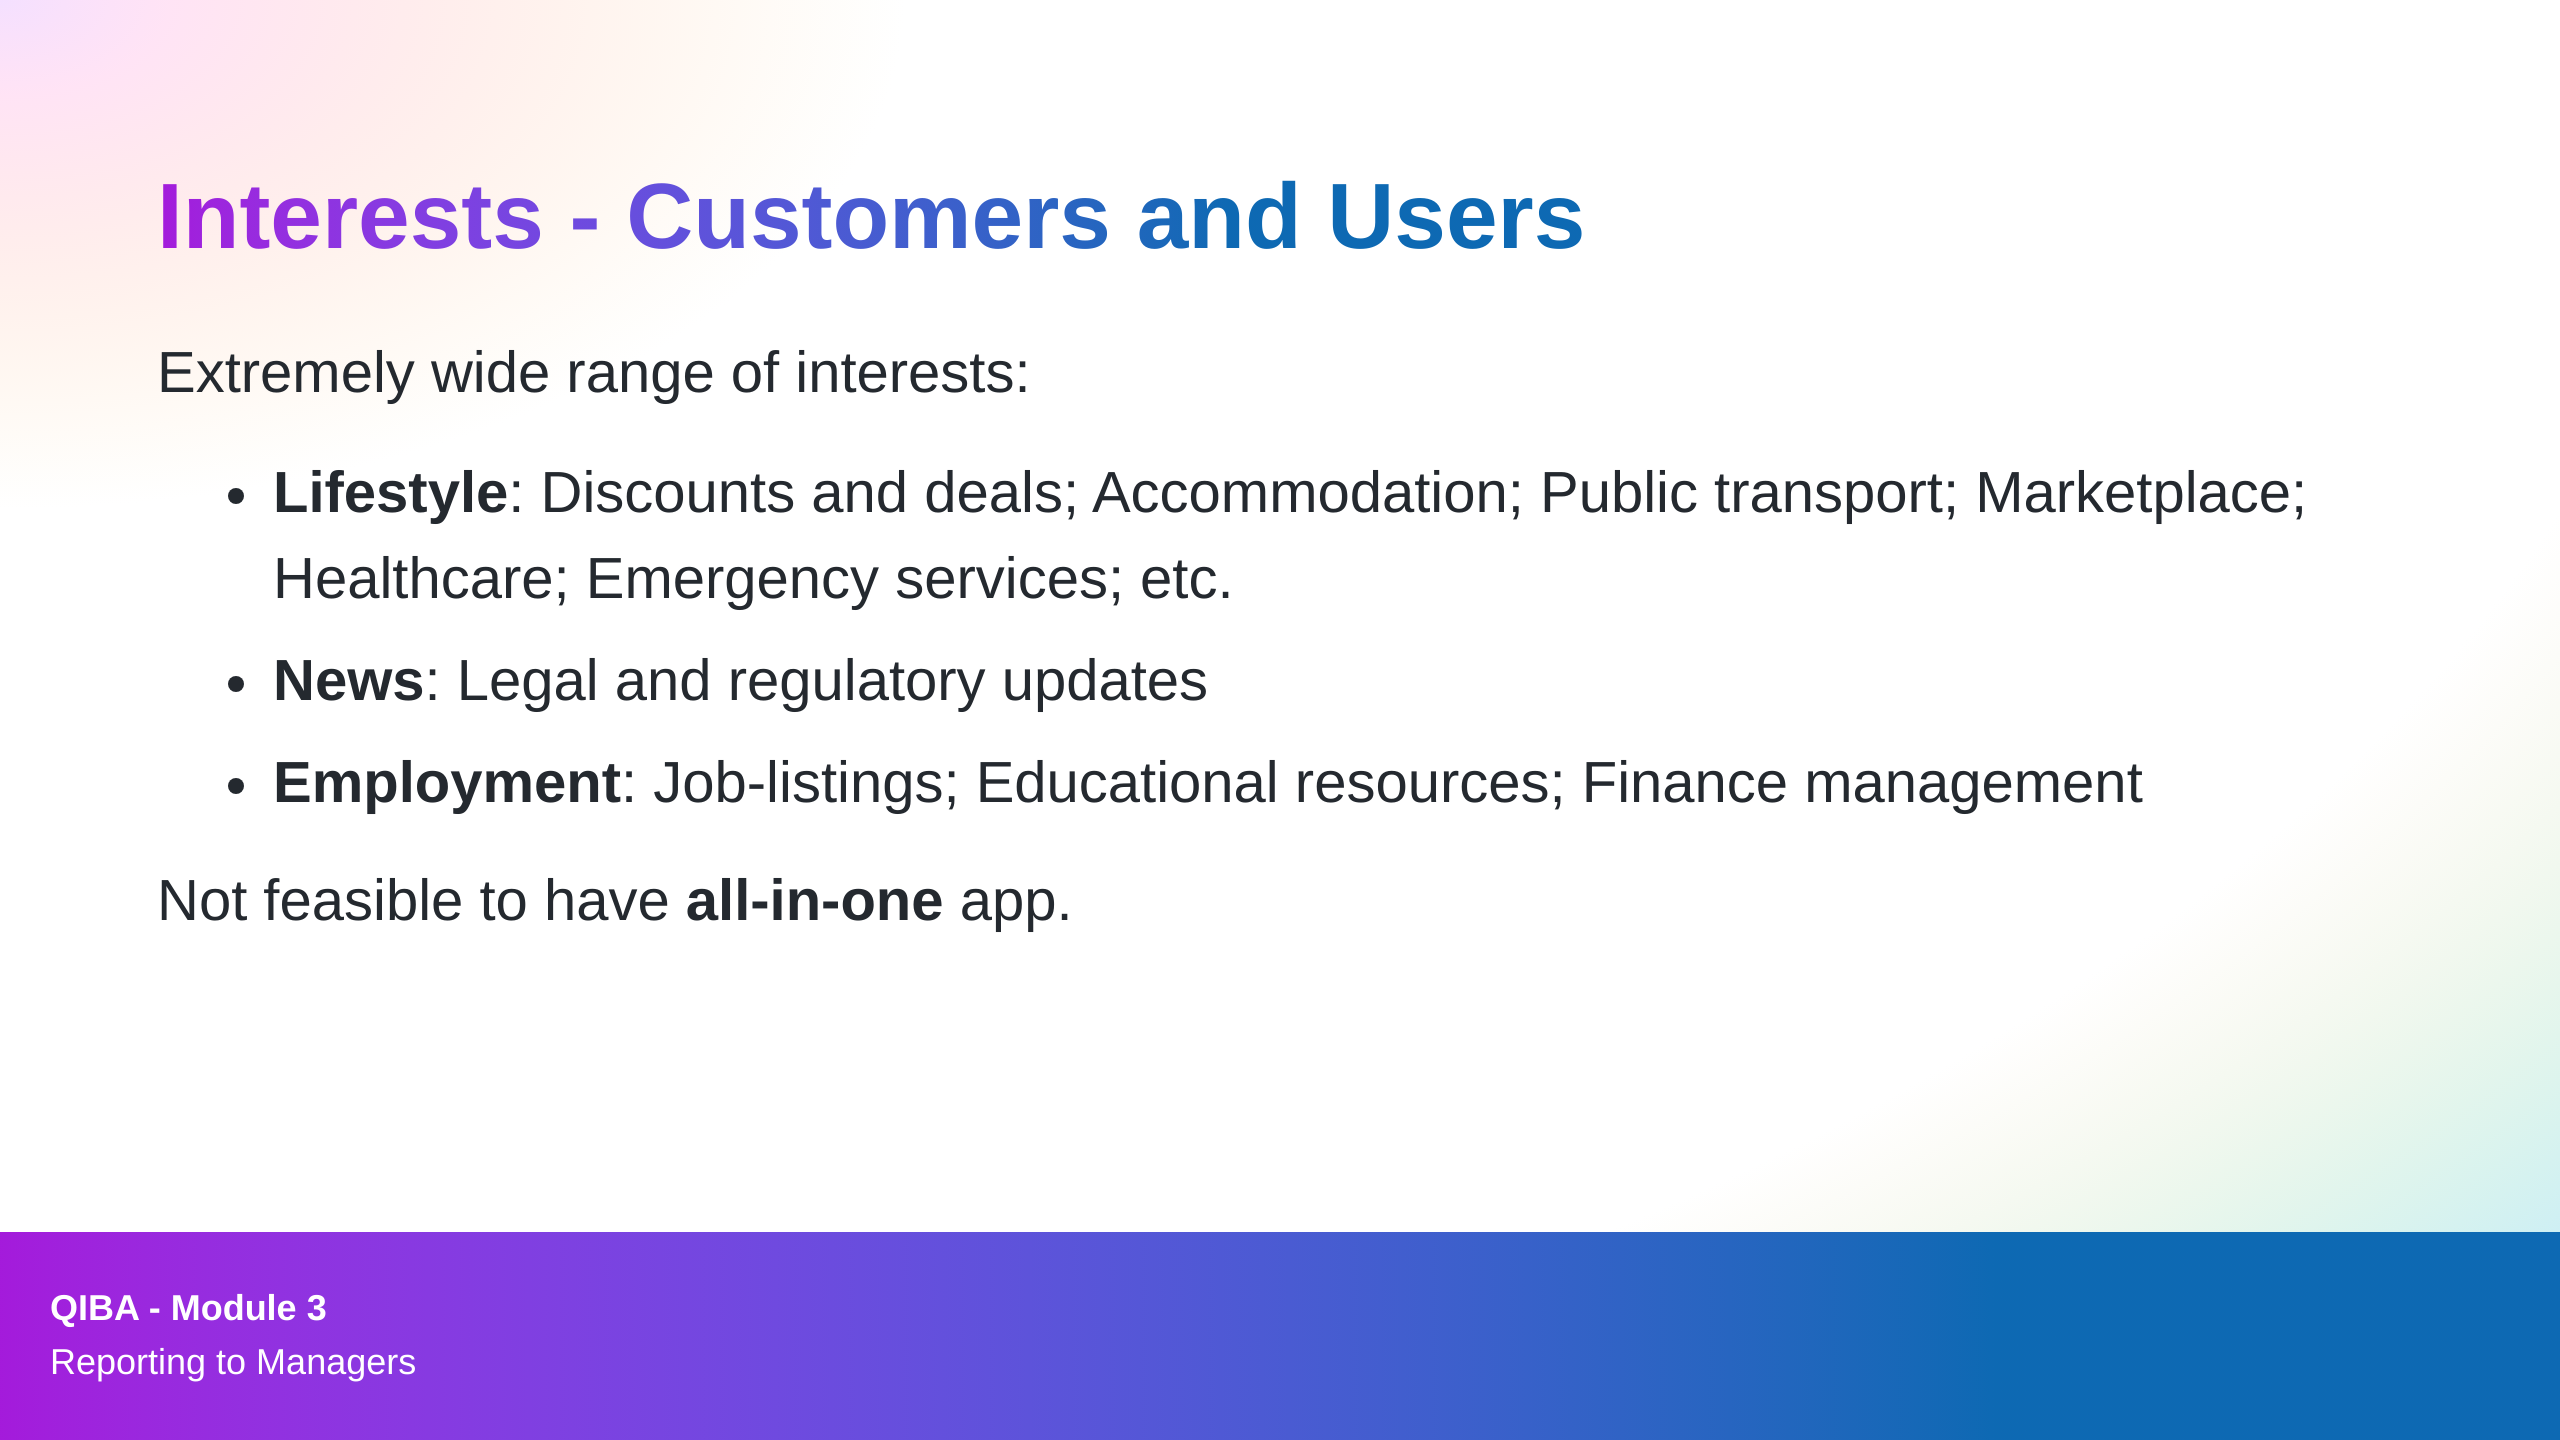 Interests - Customers and Users
Extremely wide range of interests:
• Lifestyle: Discounts and deals; Accommodation; Public transport; Marketplace;
Healthcare; Emergency services; etc.
• News: Legal and regulatory updates
• Employment: Job-listings; Educational resources; Finance management
Not feasible to have all-in-one app.
QIBA - Module 3
Reporting to Managers